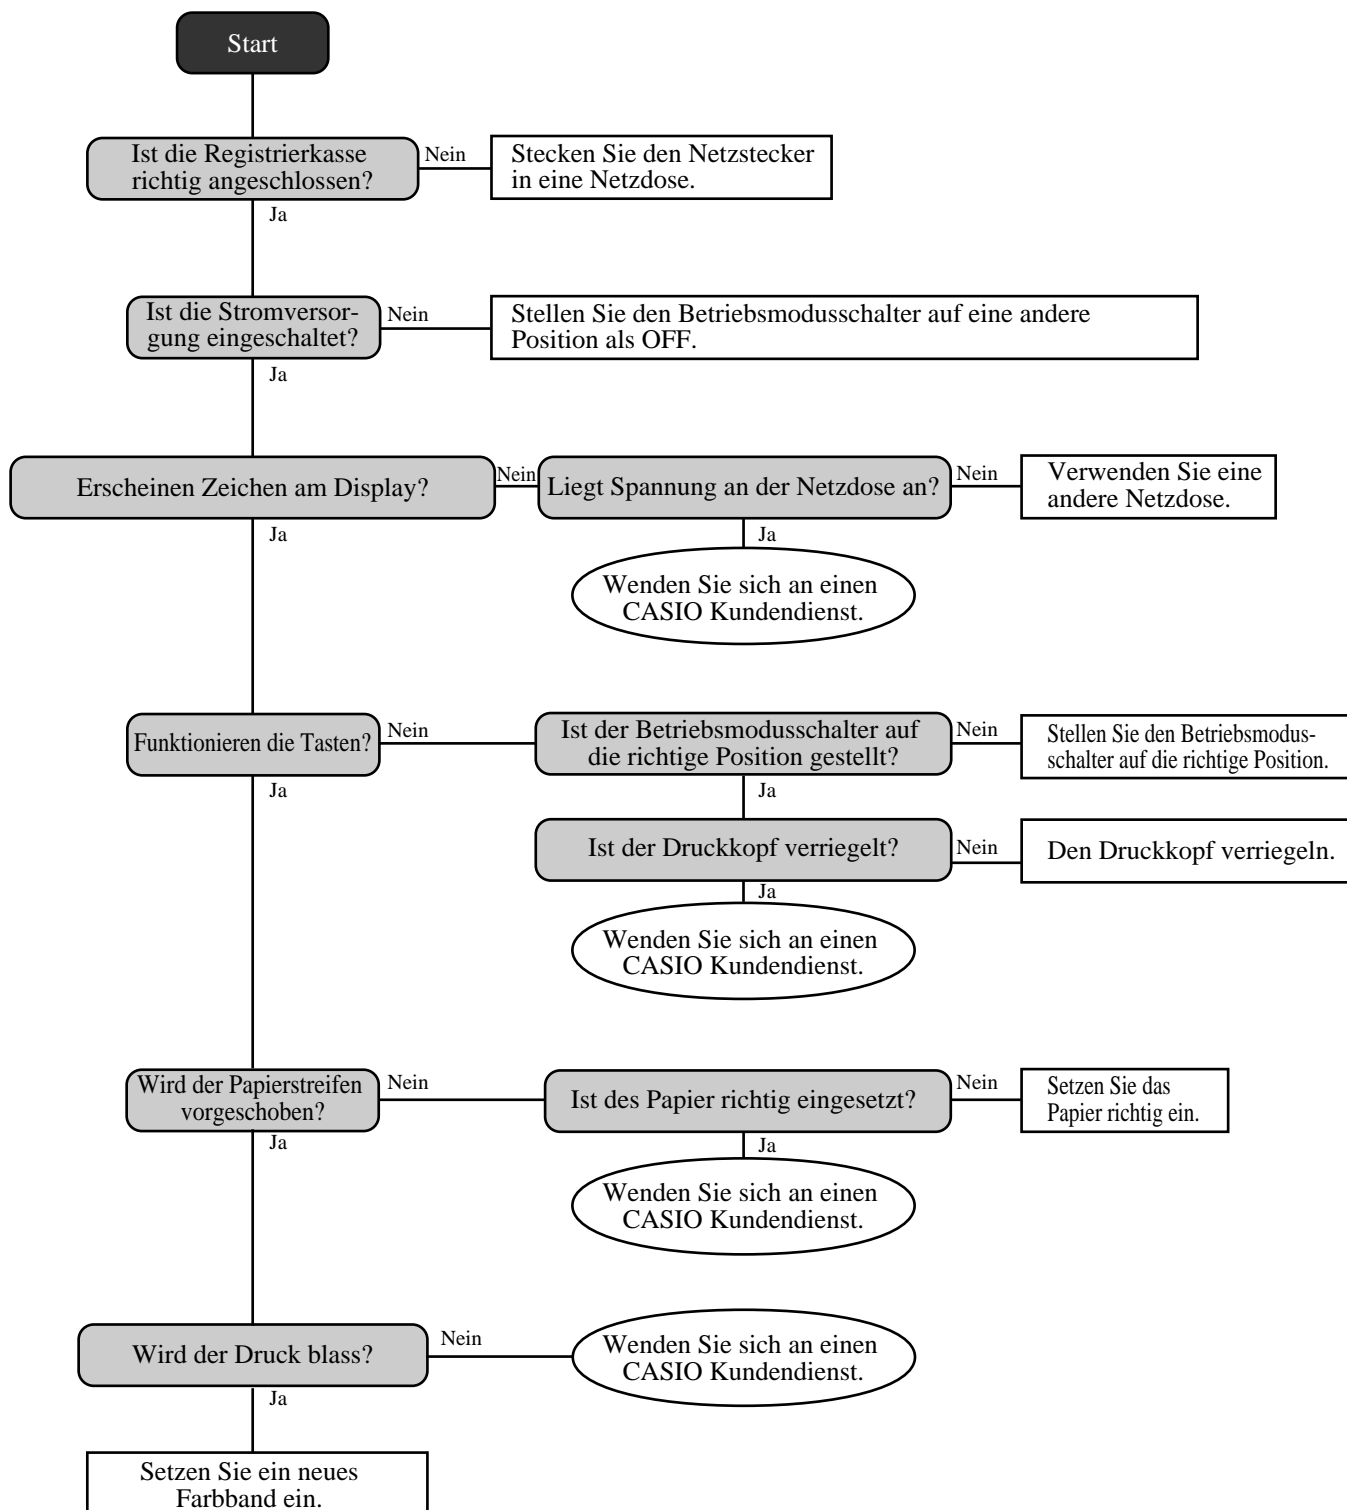 Start
Ist die Registrierkasse
richtig angeschlossen?
Nein
Stecken Sie den Netzstecker
in eine Netzdose.
Ja
Ist die Stromversor-
gung eingeschaltet?
Nein
Stellen Sie den Betriebsmodusschalter auf eine andere
Position als OFF.
Ja
Erscheinen Zeichen am Display?
Nein
Liegt Spannung an der Netzdose an?
Nein
Verwenden Sie eine
andere Netzdose.
Ja
Ja
Wenden Sie sich an einen
CASIO Kundendienst.
Funktionieren die Tasten?
Nein
Ist der Betriebsmodusschalter auf
die richtige Position gestellt?
Nein
Stellen Sie den Betriebsmodus-
schalter auf die richtige Position.
Ja
Ja
Ist der Druckkopf verriegelt?
Nein
Den Druckkopf verriegeln.
Ja
Wenden Sie sich an einen
CASIO Kundendienst.
Wird der Papierstreifen
vorgeschoben?
Nein
Ist des Papier richtig eingesetzt?
Nein
Setzen Sie das
Papier richtig ein.
Ja
Ja
Wenden Sie sich an einen
CASIO Kundendienst.
Wird der Druck blass?
Nein
Wenden Sie sich an einen
CASIO Kundendienst.
Ja
Setzen Sie ein neues
Farbband ein.